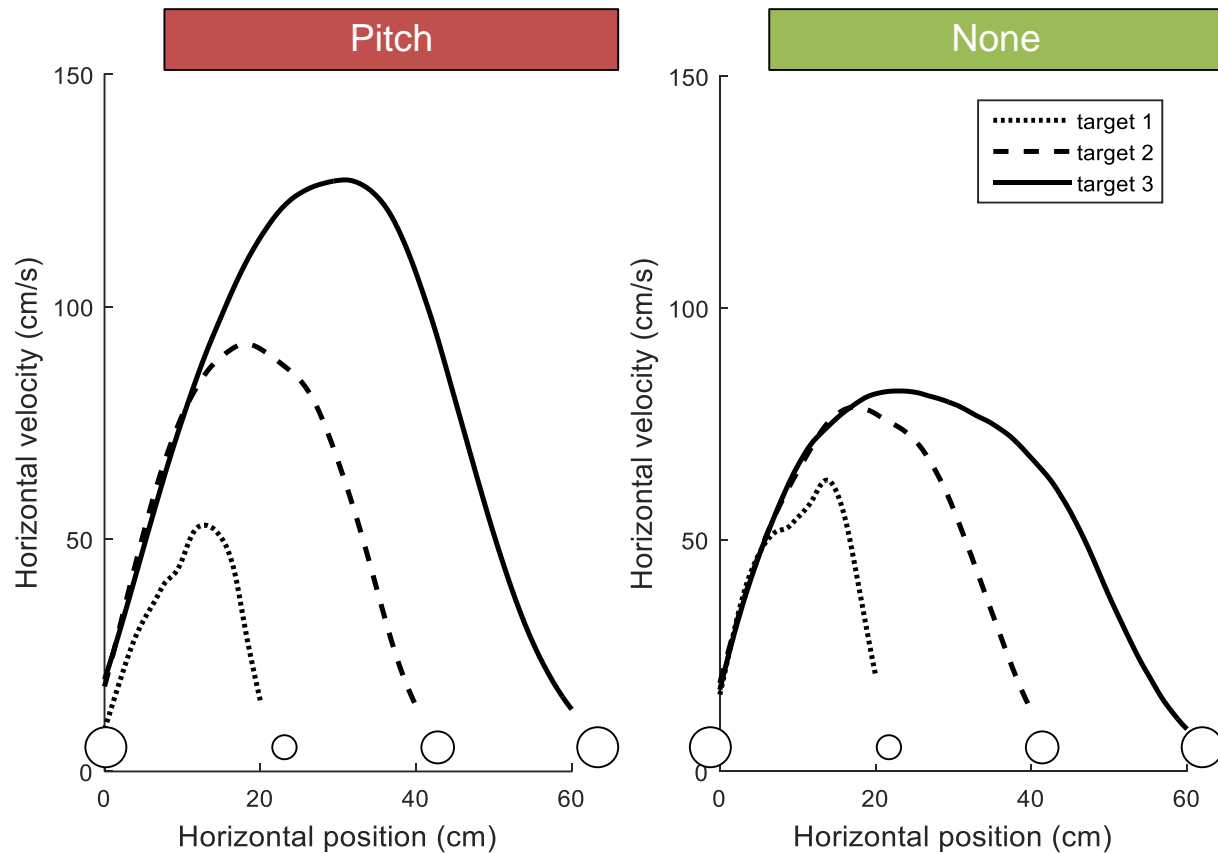 Pitch
150
100
50
0
Horizontal velocity (cm/s)
0 20 40 60
Horizontal position (cm)
None
150
100
50
0
Horizontal velocity (cm/s)
target 1
target 2
target 3
0 20 40 60
Horizontal position (cm)